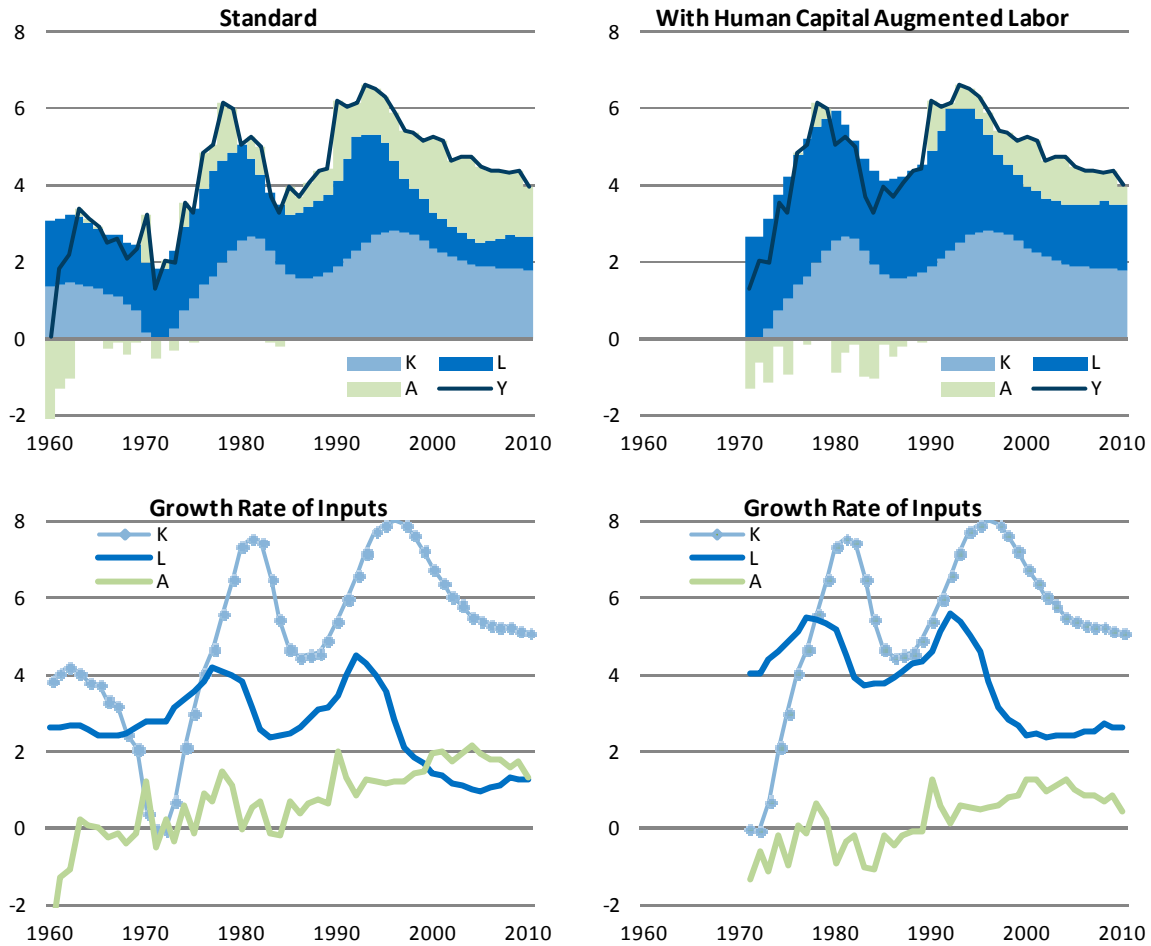 Standard
8
6
4
2
0
-2
K
L
A
Y
1960 1970 1980 1990 2000 2010
With Human Capital Augmented Labor
8
6
4
2
0
-2
K
L
A
Y
1960 1970 1980 1990 2000 2010
Growth Rate of Inputs
8
6
4
2
0
-2
K
L
A
1960 1970 1980 1990 2000 2010
Growth Rate of Inputs
8
6
4
2
0
-2
K
L
A
1960 1970 1980 1990 2000 2010